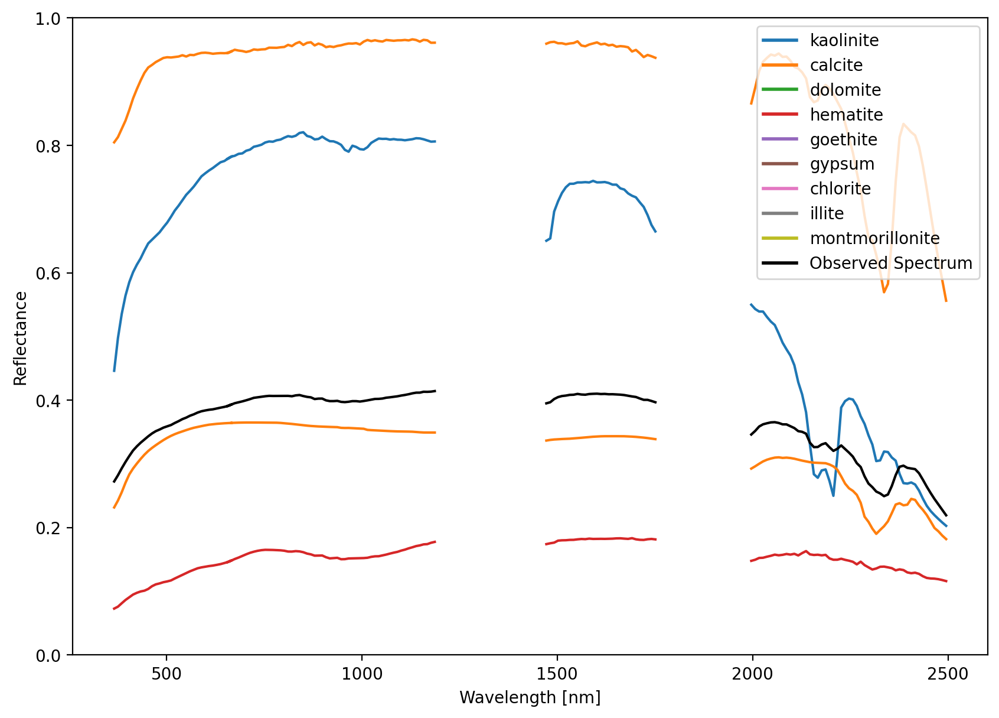 1.0
0.8
0.6
0.4
0.2
0.0
Reflectance
500
1000
1500
2000
2500
Wavelength [nm]
kaolinite
calcite
dolomite
hematite
goethite
gypsum
chlorite
illite
montmorillonite
Observed Spectrum